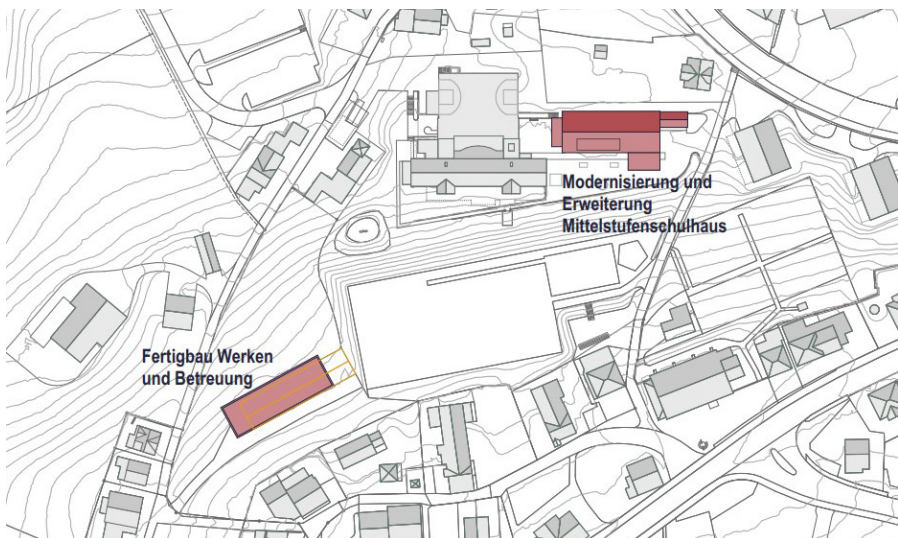 Modernisierung und
Erweiterung
Mittelstufenschulhaus
Fertigbau Werken
und Betreuung